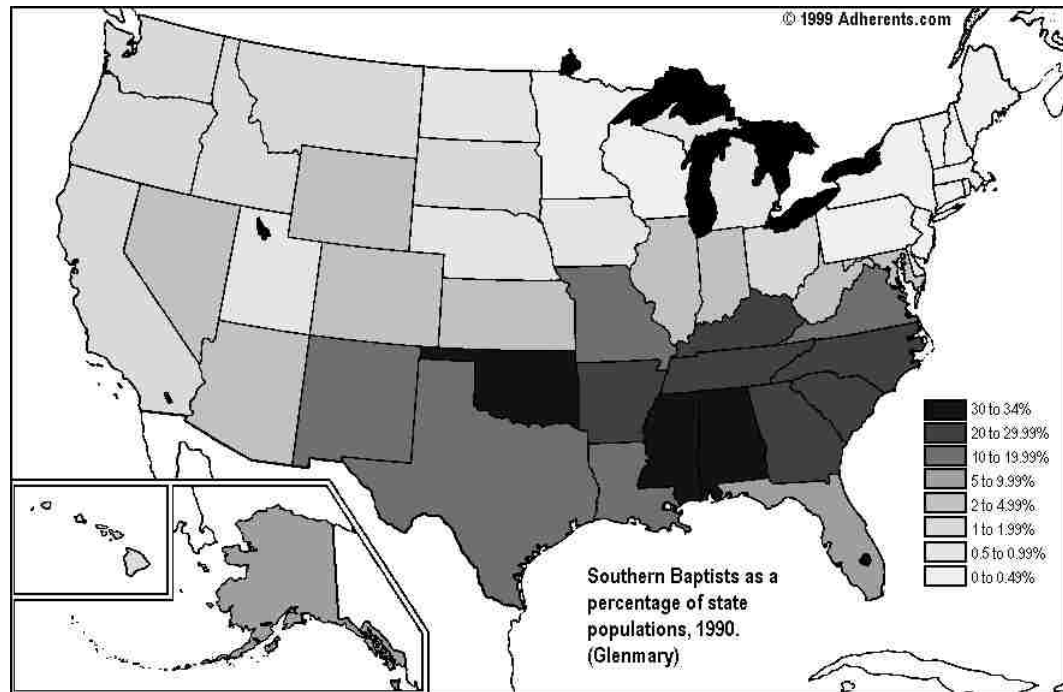 © 1999 Adherents.com
30 to 34%
20 to 29.99%
10 to 19.99%
5 to 9.99%
2 to 4.99%
1 to 1.99%
0.5 to 0.99%
0 to 0.49%
Southern Baptists as a
percentage of state
populations, 1990.
(Glenmary)